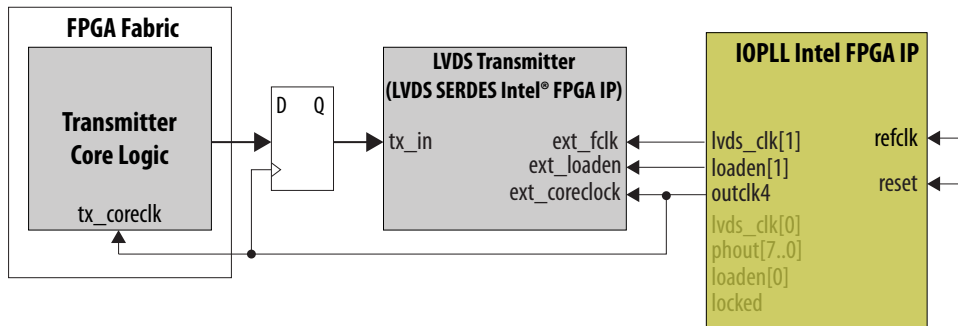 FPGA Fabric
Transmitter
Core Logic
tx_coreclk
D Q
LVDS Transmitter
(LVDS SERDES Intel® FPGA IP)
tx_in
ext_fclk
ext_loaden
ext_coreclock
IOPLL Intel FPGA IP
lvds_clk[1]
loaden[1]
outclk4
lvds_clk[0]
phout[7..0]
loaden[0]
locked
refclk
reset